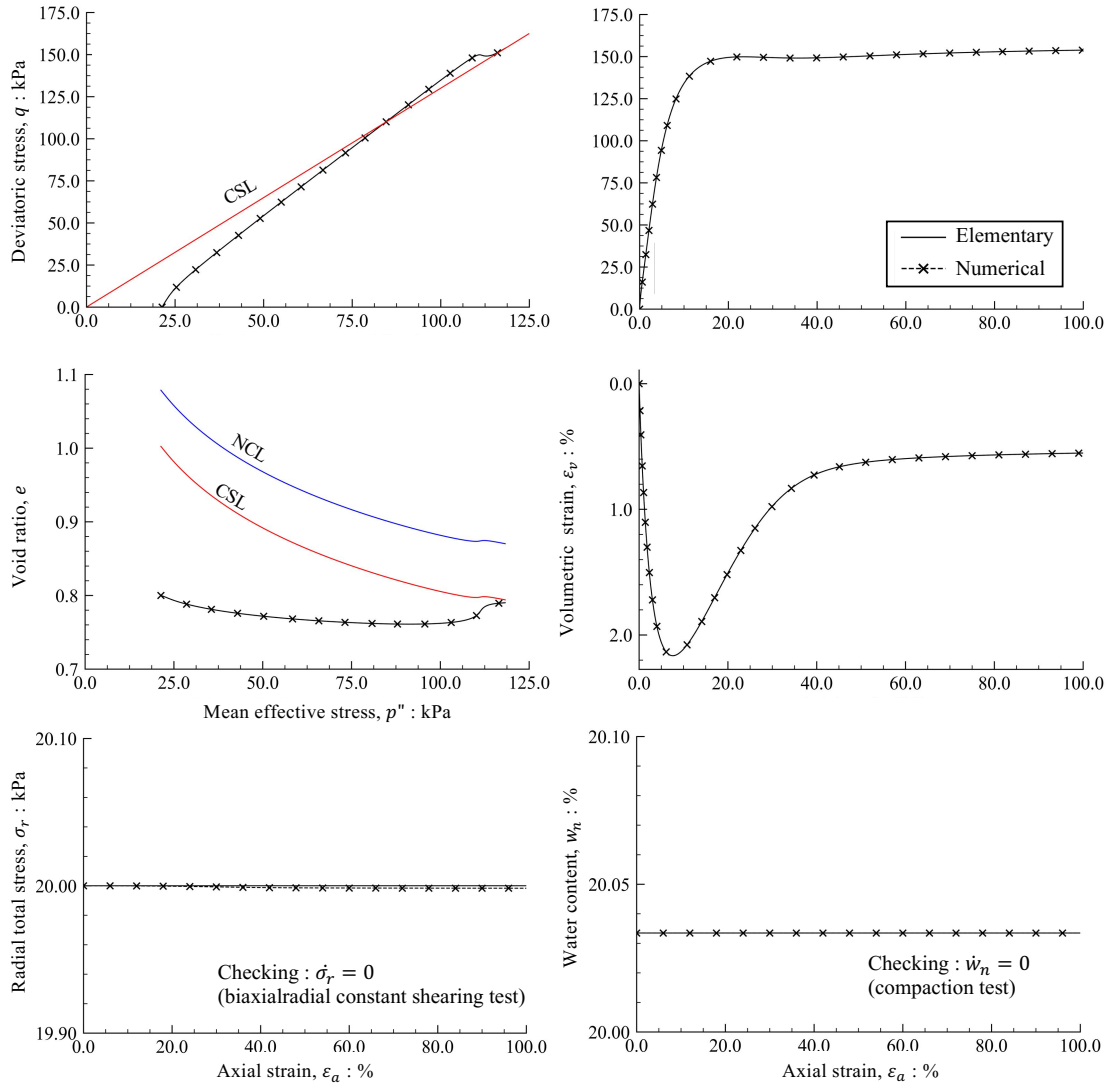 175.0
150.0
125.0
100.0
75.0
50.0
25.0
0.0
Deviatoric stress, q : kPa
CSL
0.0 25.0 50.0 75.0 100.0 125.0
175.0
150.0
125.0
100.0
75.0
50.0
25.0
0.0
Elementary
Numerical
0.0 20.0 40.0 60.0 80.0 100.0
1.1
1.0
0.9
0.8
0.7
Void ratio, e
NCL
CSL
0.0 25.0 50.0 75.0 100.0 125.0
Mean effective stress, p" : kPa
0.0
1.0
2.0
Volumetric strain, εv : %
0.0 20.0 40.0 60.0 80.0 100.0
20.10
20.00
19.90
Radial total stress, σr : kPa
Checking : σ̇r = 0
(biaxialradial constant shearing test)
0.0 20.0 40.0 60.0 80.0 100.0
Axial strain, εa : %
20.10
20.05
20.00
Water content, wn : %
Checking : ẇn = 0
(compaction test)
0.0 20.0 40.0 60.0 80.0 100.0
Axial strain, εa : %